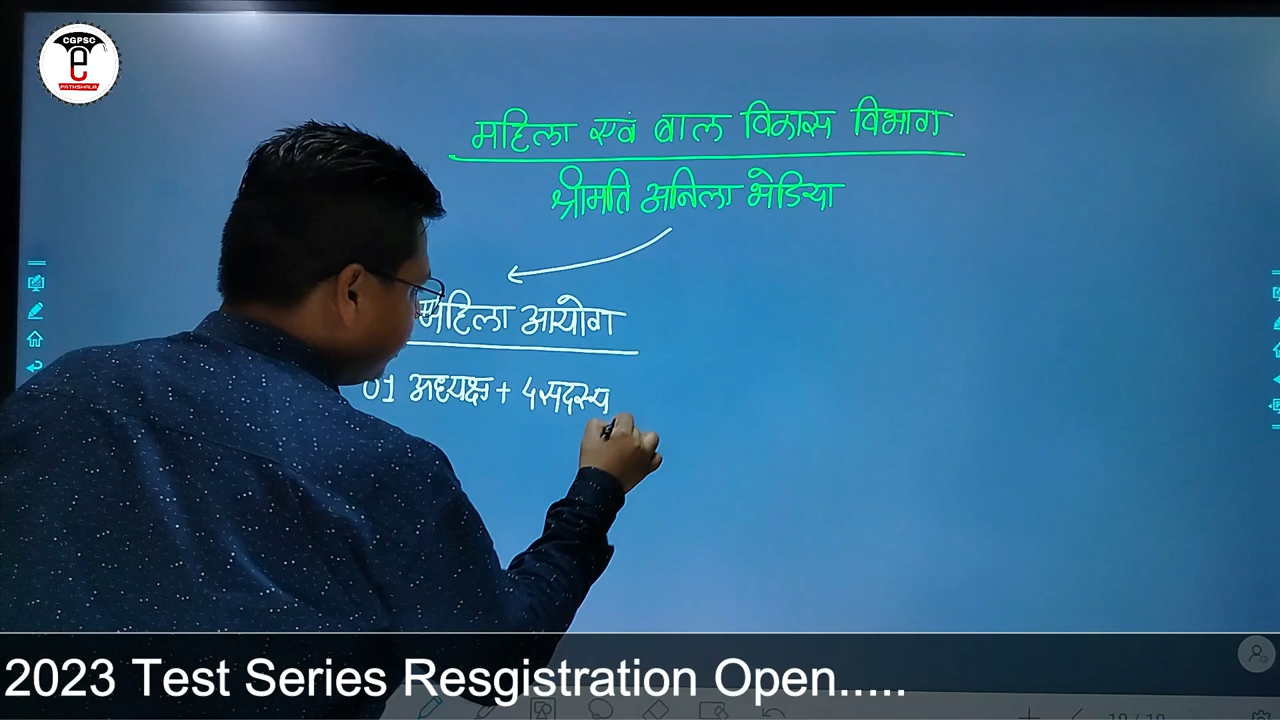 CGPSC
e
PATHSHALA
महिला एवं बाल विकास विभाग
श्रीमति अनिला भेडिया
महिला आयोग
01 अध्यक्ष + 4 सदस्य
2023 Test Series Resgistration Open.....